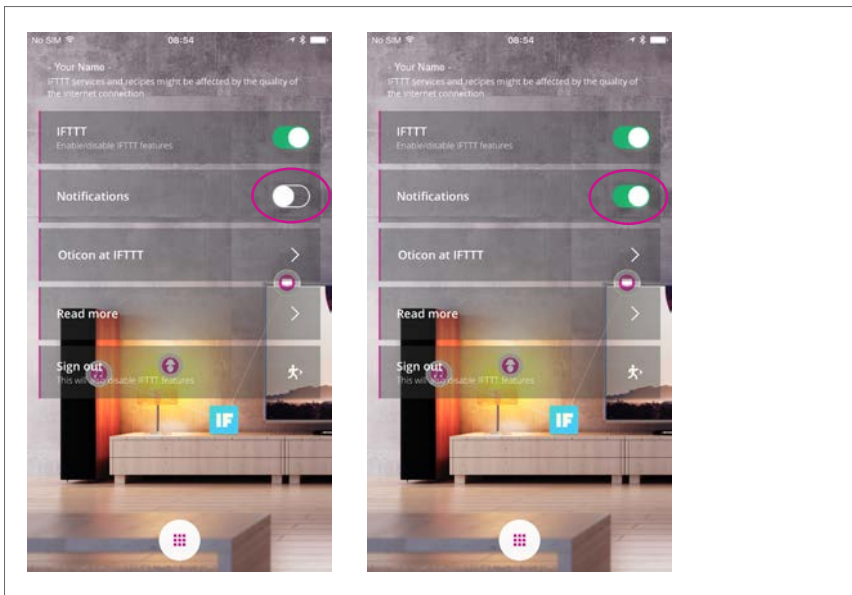 No SIM 08:54
- Your Name -
IFTTT services and recipes might be affected by the quality of
the internet connection
IFTTT
Enable/disable IFTTT features
Notifications
Oticon at IFTTT
Read more
Sign out
This will also disable IFTTT features
IF
No SIM 08:54
- Your Name -
IFTTT services and recipes might be affected by the quality of
the internet connection
IFTTT
Enable/disable IFTTT features
Notifications
Oticon at IFTTT
Read more
Sign out
This will also disable IFTTT features
IF